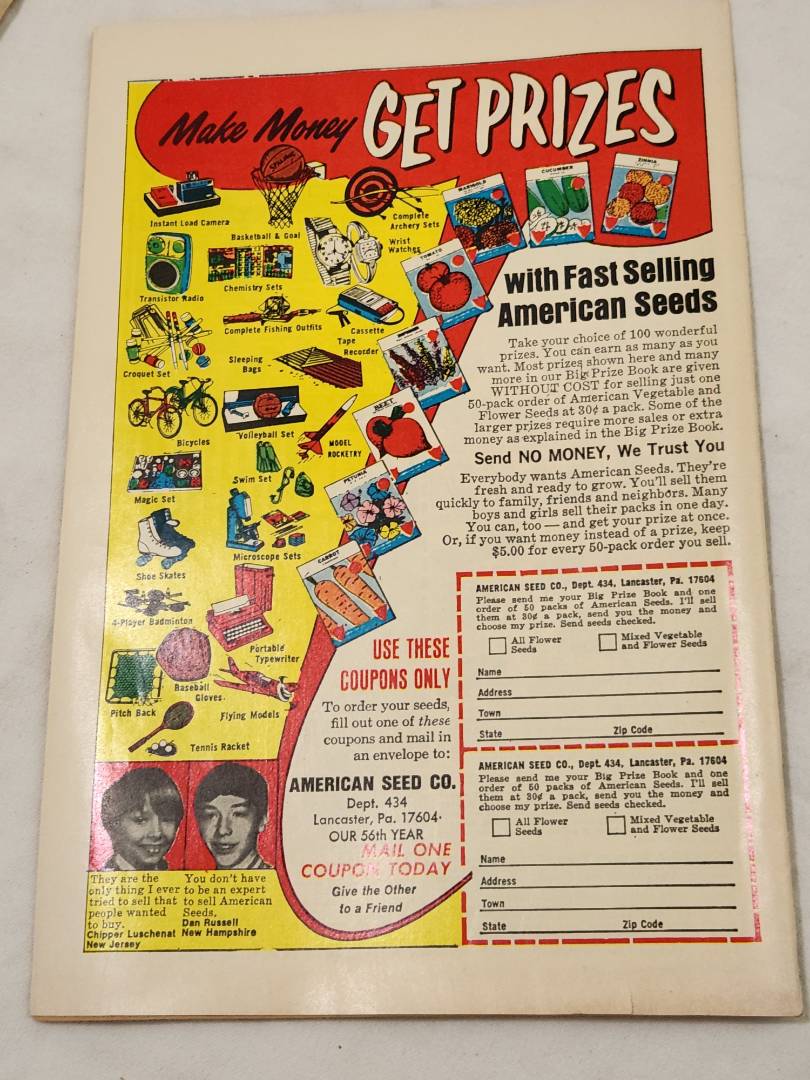 Make Money GET PRIZES
SPALDING
Instant Load Camera
Basketball & Goal
Complete
Archery Sets
Wrist
Watches
Transistor Radio
Chemistry Sets
Complete Fishing Outfits
Cassette
Tape
Recorder
Croquet Set
Sleeping
Bags
Bicycles
Volleyball Set
MODEL
ROCKETRY
Magic Set
Swim Set
Shoe Skates
Microscope Sets
4-Player Badminton
Portable
Typewriter
Pitch Back
Baseball
Gloves
Flying Models
Tennis Racket
MARIGOLD
CUCUMBER
ZINNIA
TOMATO
BEET
PETUNIA
CARROT
with Fast Selling
American Seeds
Take your choice of 100 wonderful
prizes. You can earn as many as you
want. Most prizes shown here and many
more in our Big Prize Book are given
WITHOUT COST for selling just one
50-pack order of American Vegetable and
Flower Seeds at 30¢ a pack. Some of the
larger prizes require more sales or extra
money as explained in the Big Prize Book.
Send NO MONEY, We Trust You
Everybody wants American Seeds. They're
fresh and ready to grow. You'll sell them
quickly to family, friends and neighbors. Many
boys and girls sell their packs in one day.
You can, too — and get your prize at once.
Or, if you want money instead of a prize, keep
$5.00 for every 50-pack order you sell.
USE THESE
COUPONS ONLY
To order your seeds,
fill out one of these
coupons and mail in
an envelope to:
AMERICAN SEED CO.
Dept. 434
Lancaster, Pa. 17604
OUR 56th YEAR
MAIL ONE
COUPON TODAY
Give the Other
to a Friend
AMERICAN SEED CO., Dept. 434, Lancaster, Pa. 17604
Please send me your Big Prize Book and one
order of 50 packs of American Seeds. I'll sell
them at 30¢ a pack, send you the money and
choose my prize. Send seeds checked.
All Flower
Seeds
Mixed Vegetable
and Flower Seeds
Name
Address
Town
State Zip Code
AMERICAN SEED CO., Dept. 434, Lancaster, Pa. 17604
Please send me your Big Prize Book and one
order of 50 packs of American Seeds. I'll sell
them at 30¢ a pack, send you the money and
choose my prize. Send seeds checked.
All Flower
Seeds
Mixed Vegetable
and Flower Seeds
Name
Address
Town
State Zip Code
They are the
only thing I ever
tried to sell that
people wanted
to buy.
Chipper Luschenat
New Jersey
You don't have
to be an expert
to sell American
Seeds.
Dan Russell
New Hampshire